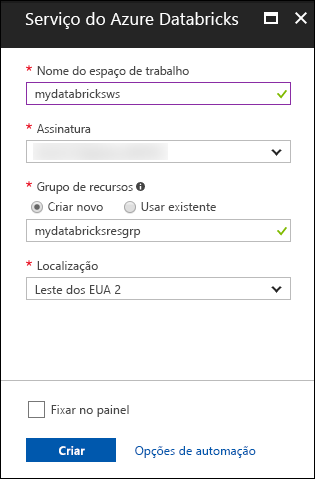 Serviço do Azure Databricks
* Nome do espaço de trabalho
mydatabricksws
* Assinatura
* Grupo de recursos
Criar novo Usar existente
mydatabricksresgrp
* Localização
Leste dos EUA 2
Fixar no painel
Criar Opções de automação